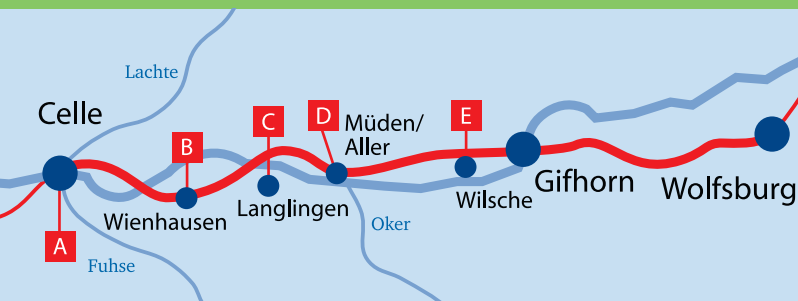 Lachte
Celle
A
B
C
D
E
Müden/
Aller
Wienhausen
Langlingen
Wilsche
Gifhorn
Wolfsburg
Oker
Fuhse